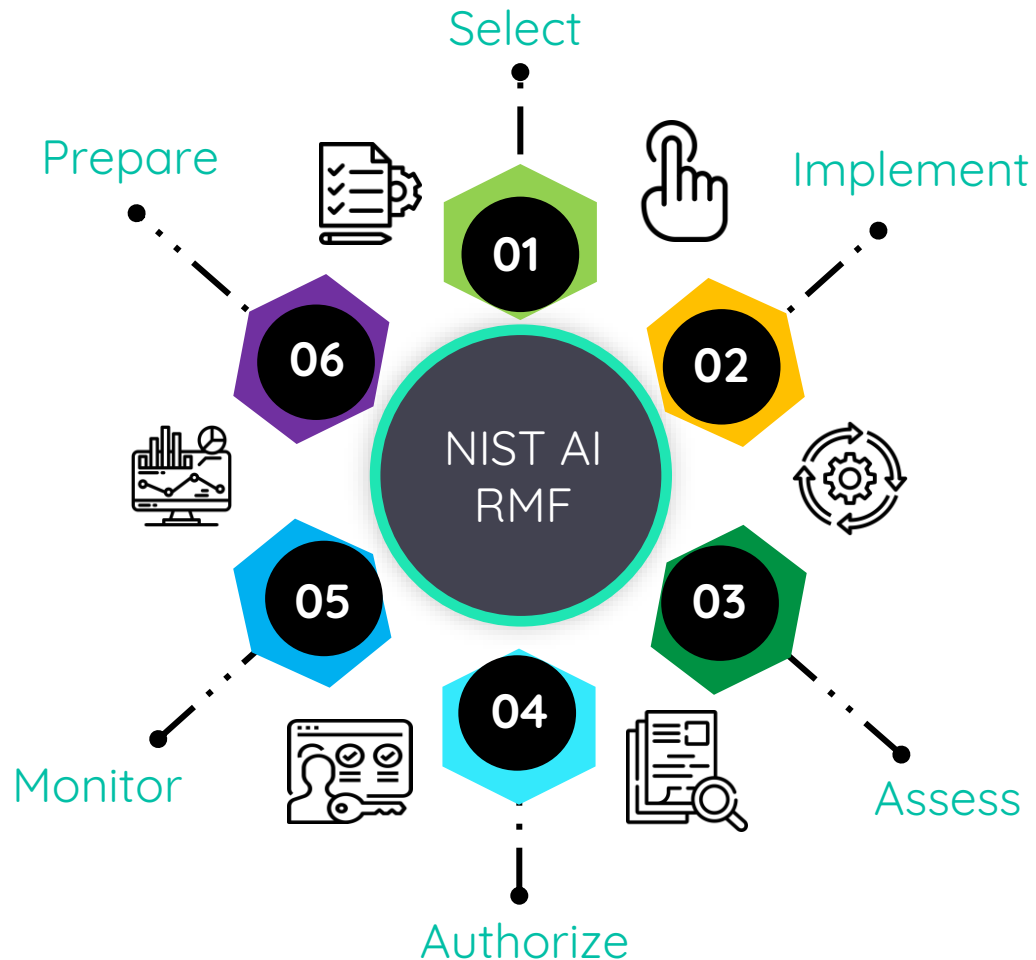 Select
Prepare
Implement
01
06
02
NIST AI
RMF
05
03
04
Monitor
Assess
Authorize